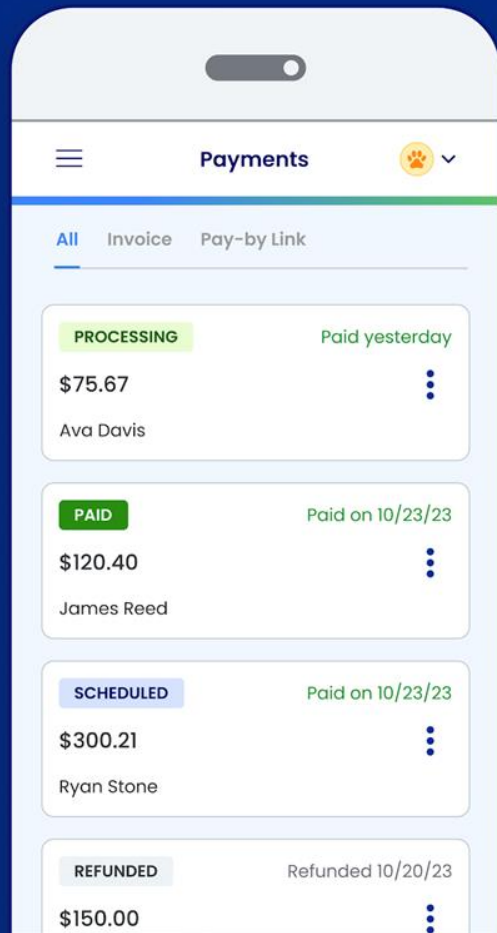 Payments
All Invoice Pay-by Link
PROCESSING Paid yesterday
$75.67
Ava Davis
PAID Paid on 10/23/23
$120.40
James Reed
SCHEDULED Paid on 10/23/23
$300.21
Ryan Stone
REFUNDED Refunded 10/20/23
$150.00